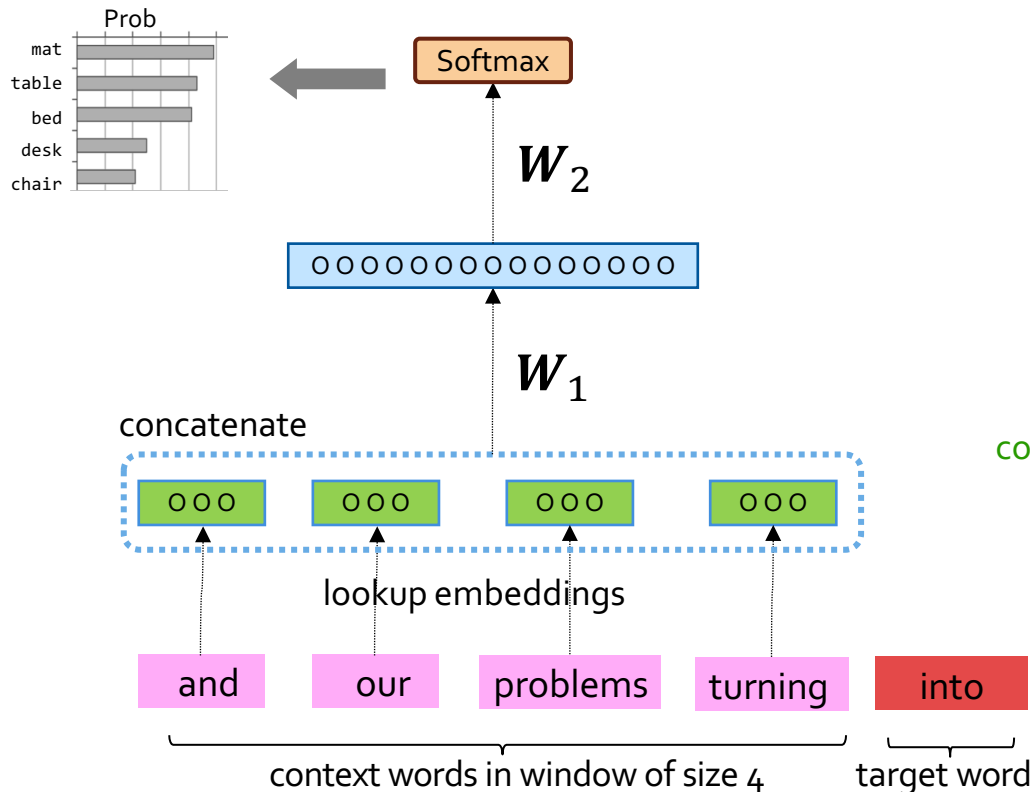 Prob
mat
table
bed
desk
chair
Softmax
W2
O O O O O O O O O O O O O O O
W1
concatenate
co
O O O O O O O O O O O O
lookup embeddings
and our problems turning into
context words in window of size 4 target word